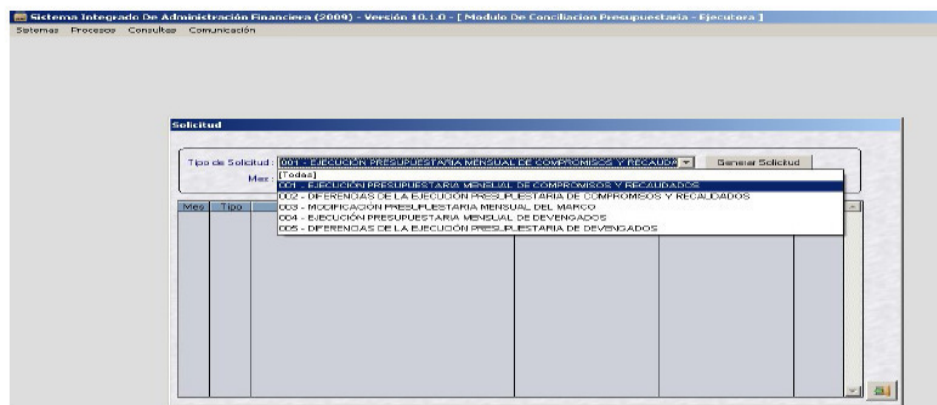 Sistema Integrado De Administración Financiera (2009) - Versión 10.1.0 - [ Modulo De Conciliacion Presupuestaria - Ejecutora ]
Sistemas Procesos Consultas Comunicación
Solicitud
Tipo de Solicitud : 001 - EJECUCIÓN PRESUPUESTARIA MENSUAL DE COMPROMISOS Y RECAUDA Generar Solicitud
Mes : [Todas]
001 - EJECUCIÓN PRESUPUESTARIA MENSUAL DE COMPROMISOS Y RECAUDADOS
002 - DIFERENCIAS DE LA EJECUCIÓN PRESUPUESTARIA DE COMPROMISOS Y RECAUDADOS
Mes Tipo 003 - MODIFICACIÓN PRESUPUESTARIA MENSUAL DEL MARCO
004 - EJECUCIÓN PRESUPUESTARIA MENSUAL DE DEVENGADOS
005 - DIFERENCIAS DE LA EJECUCIÓN PRESUPUESTARIA DE DEVENGADOS